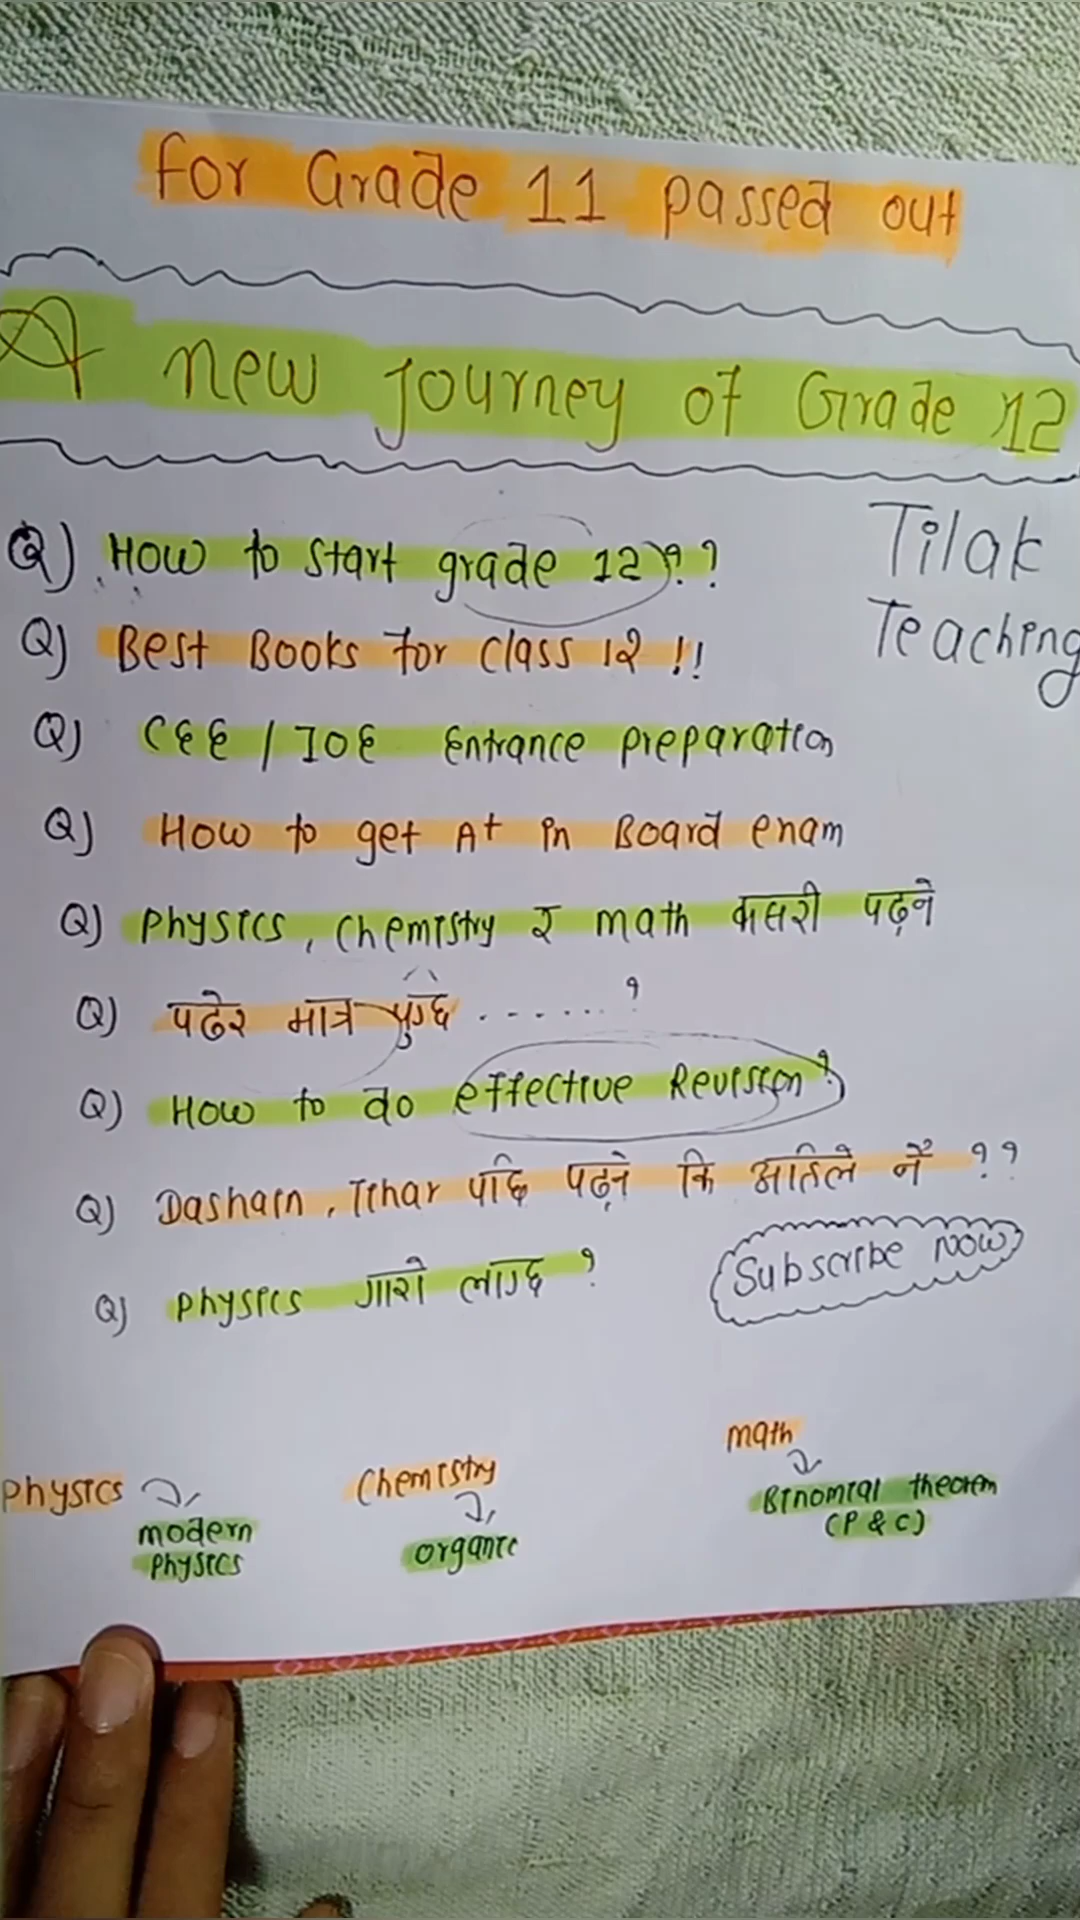 For Grade 11 passed out
A new journey of Grade 12
Q) How to start grade 12 ??
Tilak
Teaching
Q) Best Books for class 12 !!
Q) CEE / IOE Entrance preparation
Q) How to get A+ in Board enam
Q) Physics, Chemistry र math कसरी पढ्ने
Q) पढेर मात्र पुग्छ .......?
Q) How to do effective Revision?
Q) Dashain, Tihar पछि पढ्ने कि अहिले नै ??
Q) Physics गारो लाग्छ ?
Subscribe Now
Physics
modern
Physics
Chemistry
organic
Math
Binomial theorem
(P & C)